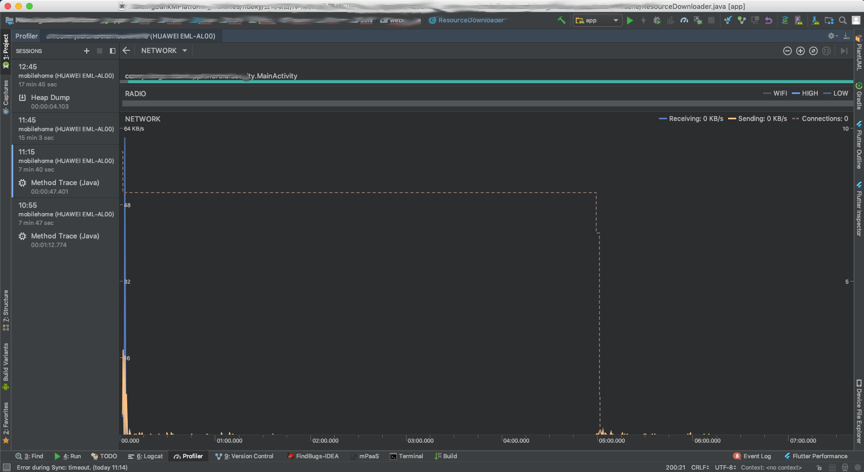 ResourceDownloader.java [app]
ResourceDownloader
app
Profiler
(HUAWEI EML-AL00)
SESSIONS
NETWORK
12:45
mobilehome (HUAWEI EML-AL00)
17 min 45 sec
Heap Dump
00:00:04.103
11:45
15 min 3 sec
11:15
mobilehome (HUAWEI EML-AL00)
7 min 40 sec
Method Trace (Java)
00:00:47.401
10:55
mobilehome (HUAWEI EML-AL00)
7 min 47 sec
Method Trace (Java)
00:01:12.774
.MainActivity
RADIO
WIFI
HIGH
LOW
NETWORK
Receiving: 0 KB/s
Sending: 0 KB/s
Connections: 0
64 KB/s
10
48
32
5
16
00.000
01:00.000
02:00.000
03:00.000
04:00.000
05:00.000
06:00.000
07:00.000
1: Project
Captures
7: Structure
Build Variants
2: Favorites
PlantUML
Gradle
Flutter Outline
Flutter Inspector
Device File Explorer
3: Find
4: Run
TODO
6: Logcat
Profiler
9: Version Control
FindBugs-IDEA
mPaaS
Terminal
Build
Event Log
Flutter Performance
Error during Sync: timeout. (today 11:14)
200:21
CRLF
UTF-8
Context: <no context>